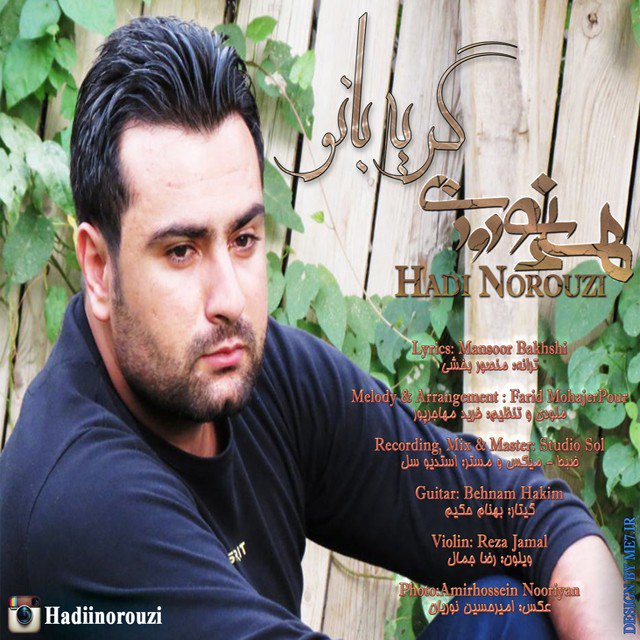 گریه بانو
هادی نوروزی
HADI NOROUZI
Lyrics: Mansoor Bakhshi
ترانه: منصور بخشی
Melody & Arrangement : Farid MohajerPour
ملودی و تنظیم: فرید مهاجرپور
Recording, Mix & Master: Studio Sol
ضبط - میکس و مستر: استدیو سل
Guitar: Behnam Hakim
گیتار: بهنام حکیم
Violin: Reza Jamal
ویلون: رضا جمال
Photo:Amirhossein Nooriyan
عکس: امیرحسین نوریان
Hadiinorouzi
DESIGN BY ME7.IR